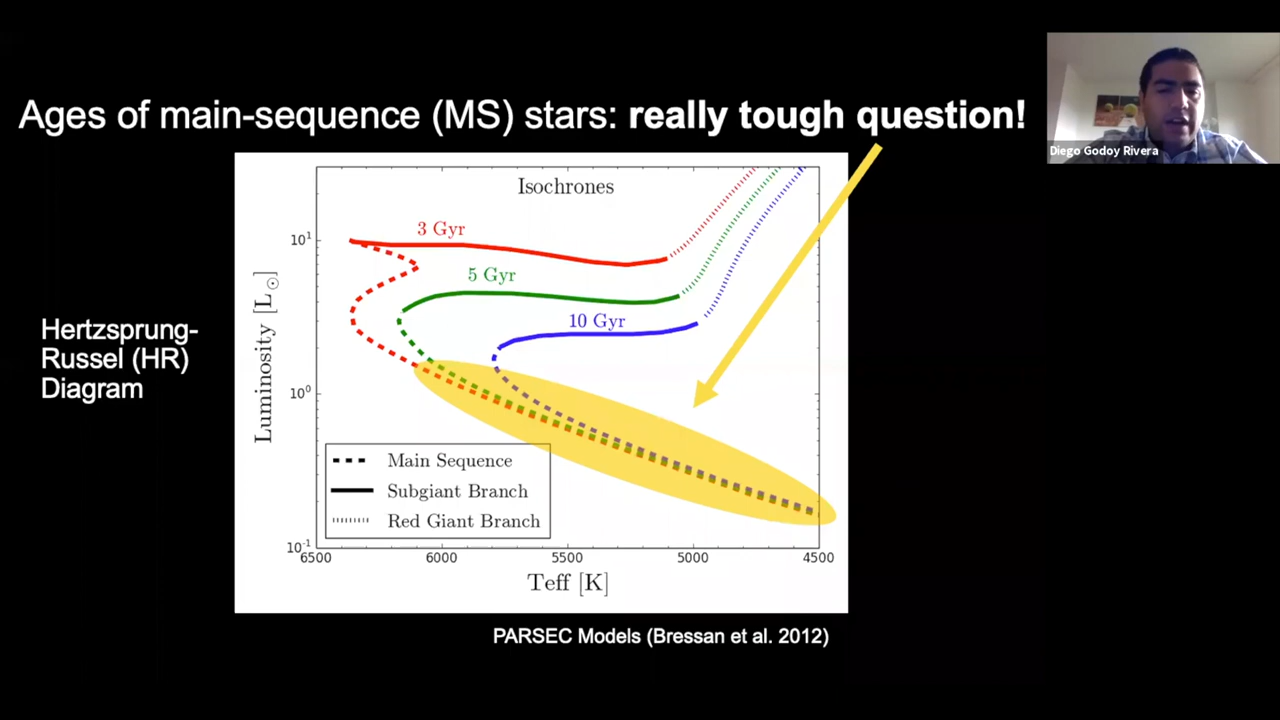 Ages of main-sequence (MS) stars: really tough question!
Diego Godoy Rivera
Hertzsprung-
Russel (HR)
Diagram
Isochrones
3 Gyr
5 Gyr
10 Gyr
Luminosity [L☉]
10¹
10⁰
10⁻¹
Main Sequence
Subgiant Branch
Red Giant Branch
6500 6000 5500 5000 4500
Teff [K]
PARSEC Models (Bressan et al. 2012)